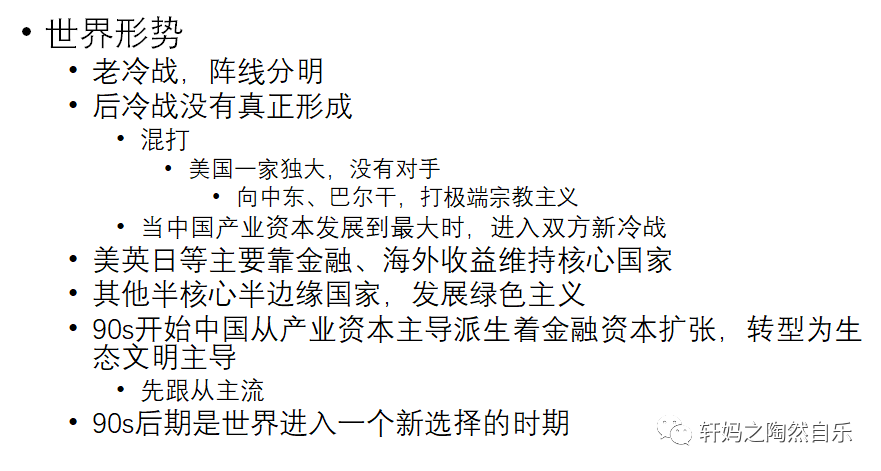 • 世界形势
• 老冷战，阵线分明
• 后冷战没有真正形成
• 混打
• 美国一家独大，没有对手
• 向中东、巴尔干，打极端宗教主义
• 当中国产业资本发展到最大时，进入双方新冷战
• 美英日等主要靠金融、海外收益维持核心国家
• 其他半核心半边缘国家，发展绿色主义
• 90s开始中国从产业资本主导派生着金融资本扩张，转型为生
态文明主导
• 先跟从主流
• 90s后期是世界进入一个新选择的时期
轩妈之陶然自乐